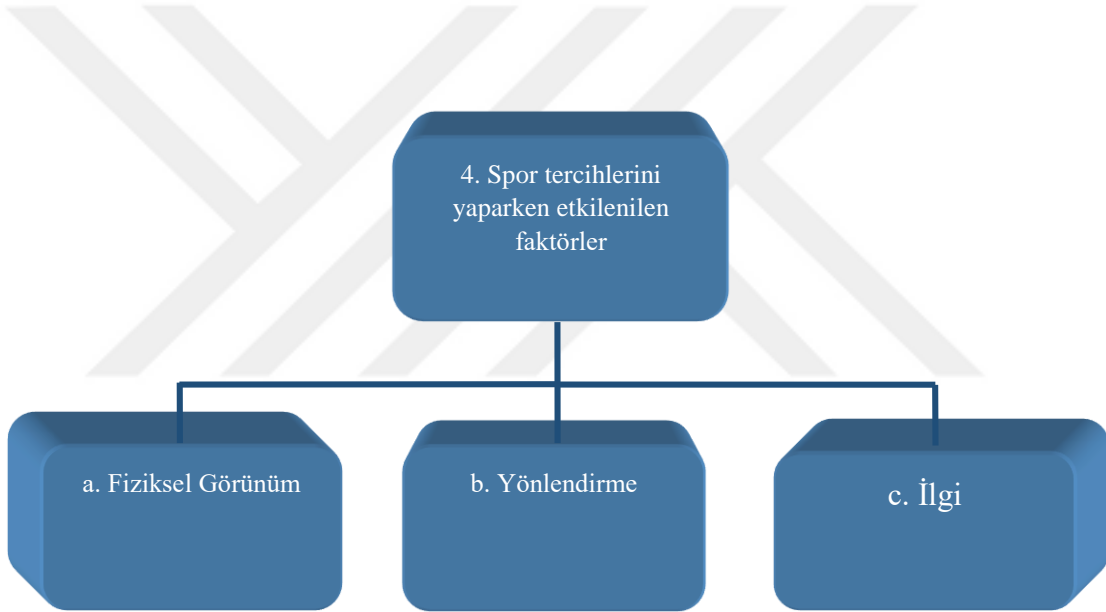 4. Spor tercihlerini
yaparken etkilenilen
faktörler
a. Fiziksel Görünüm
b. Yönlendirme
c. İlgi